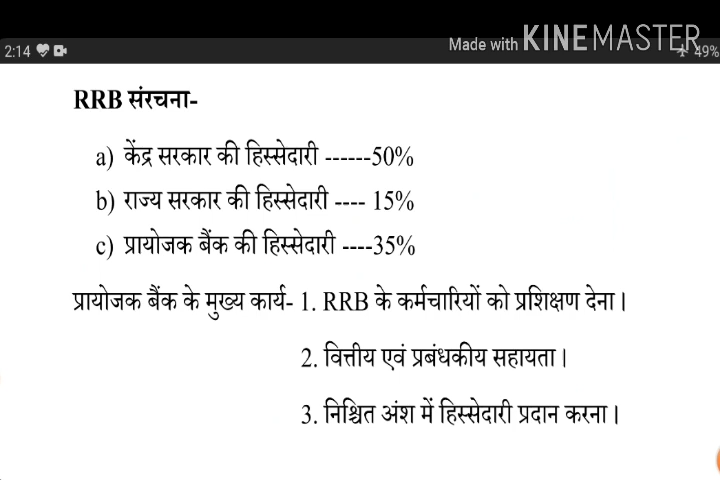 Made with KINEMASTER
2:14 49%
RRB संरचना-
a) केंद्र सरकार की हिस्सेदारी ------50%
b) राज्य सरकार की हिस्सेदारी ---- 15%
c) प्रायोजक बैंक की हिस्सेदारी ----35%
प्रायोजक बैंक के मुख्य कार्य- 1. RRB के कर्मचारियों को प्रशिक्षण देना।
2. वित्तीय एवं प्रबंधकीय सहायता।
3. निश्चित अंश में हिस्सेदारी प्रदान करना।